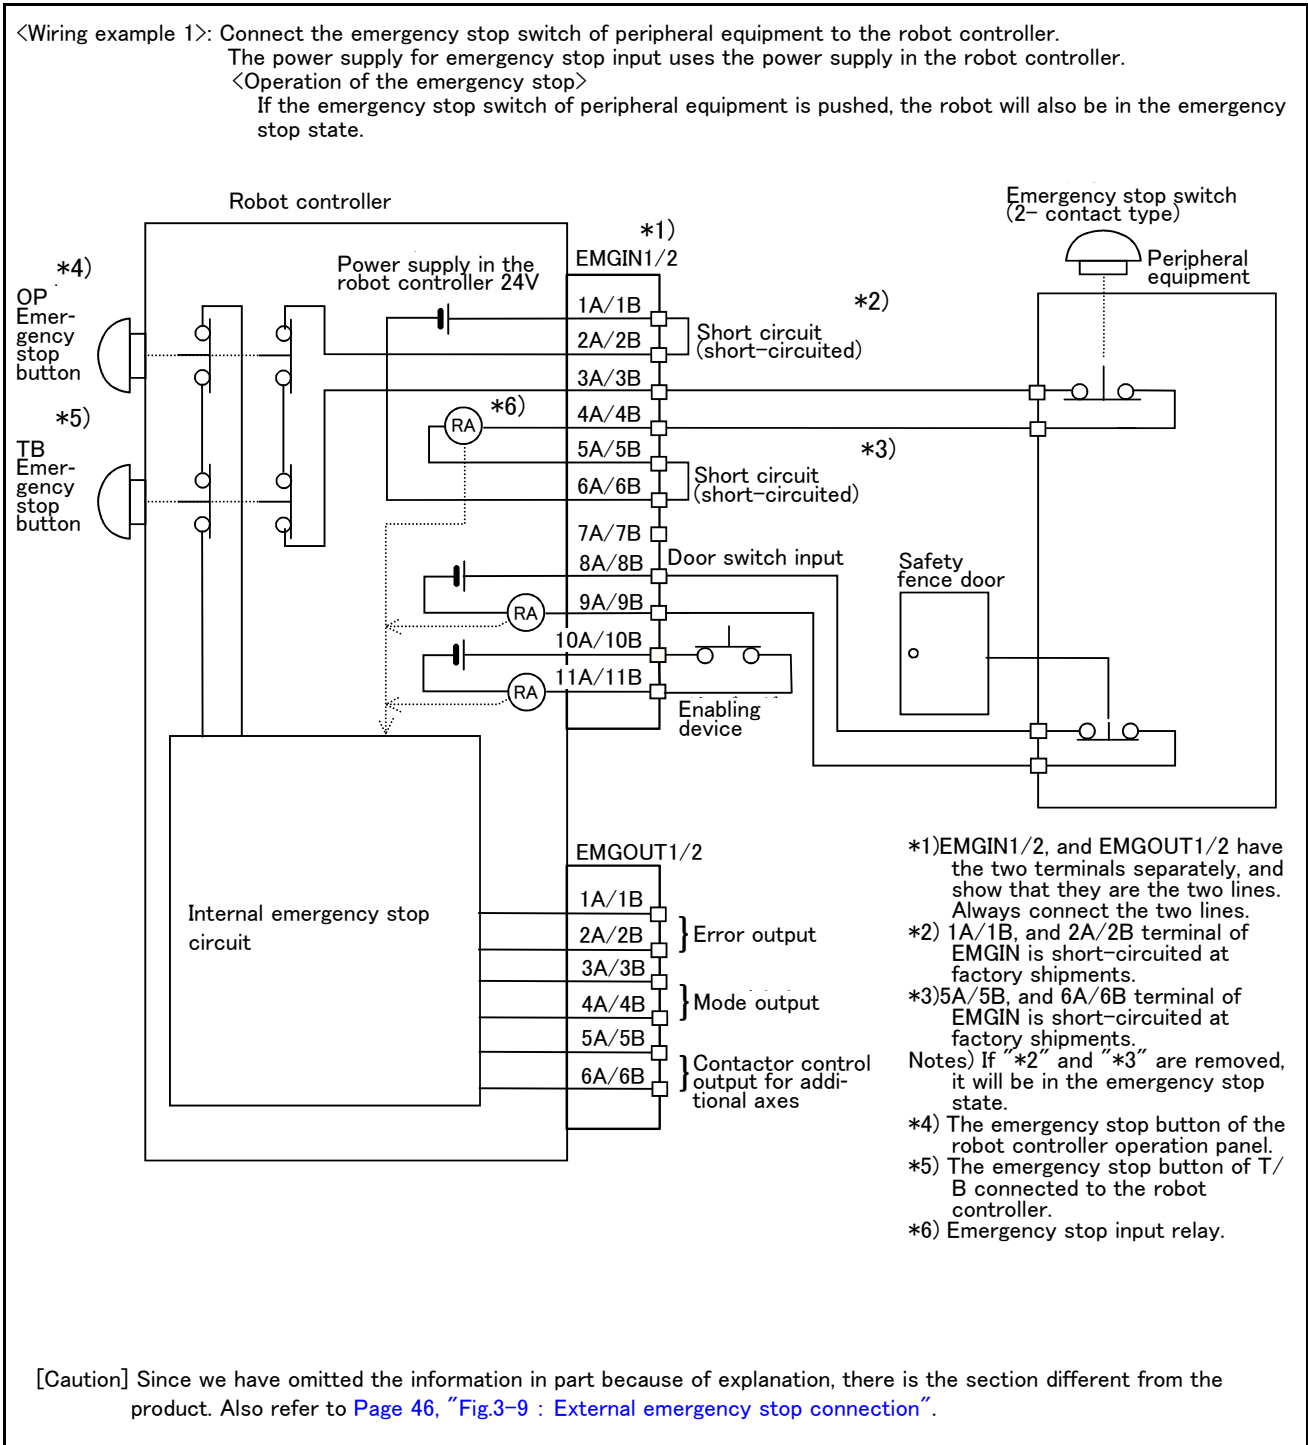 <Wiring example 1>: Connect the emergency stop switch of peripheral equipment to the robot controller.
The power supply for emergency stop input uses the power supply in the robot controller.
<Operation of the emergency stop>
If the emergency stop switch of peripheral equipment is pushed, the robot will also be in the emergency
stop state.
Robot controller
Emergency stop switch
(2- contact type)
Peripheral
equipment
*1)
EMGIN1/2
Power supply in the
robot controller 24V
*4)
OP
Emer-
gency
stop
button
*5)
TB
Emer-
gency
stop
button
1A/1B
2A/2B
3A/3B
4A/4B
5A/5B
6A/6B
7A/7B
8A/8B
9A/9B
10A/10B
11A/11B
*2)
Short circuit
(short-circuited)
RA
*6)
*3)
Short circuit
(short-circuited)
Door switch input
Safety
fence door
RA
RA
Enabling
device
Internal emergency stop
circuit
EMGOUT1/2
1A/1B
2A/2B
3A/3B
4A/4B
5A/5B
6A/6B
} Error output
} Mode output
} Contactor control
output for addi-
tional axes
*1)EMGIN1/2, and EMGOUT1/2 have
the two terminals separately, and
show that they are the two lines.
Always connect the two lines.
*2) 1A/1B, and 2A/2B terminal of
EMGIN is short-circuited at
factory shipments.
*3)5A/5B, and 6A/6B terminal of
EMGIN is short-circuited at
factory shipments.
Notes) If "*2" and "*3" are removed,
it will be in the emergency stop
state.
*4) The emergency stop button of the
robot controller operation panel.
*5) The emergency stop button of T/
B connected to the robot
controller.
*6) Emergency stop input relay.
[Caution] Since we have omitted the information in part because of explanation, there is the section different from the
product. Also refer to Page 46, "Fig.3-9 : External emergency stop connection".